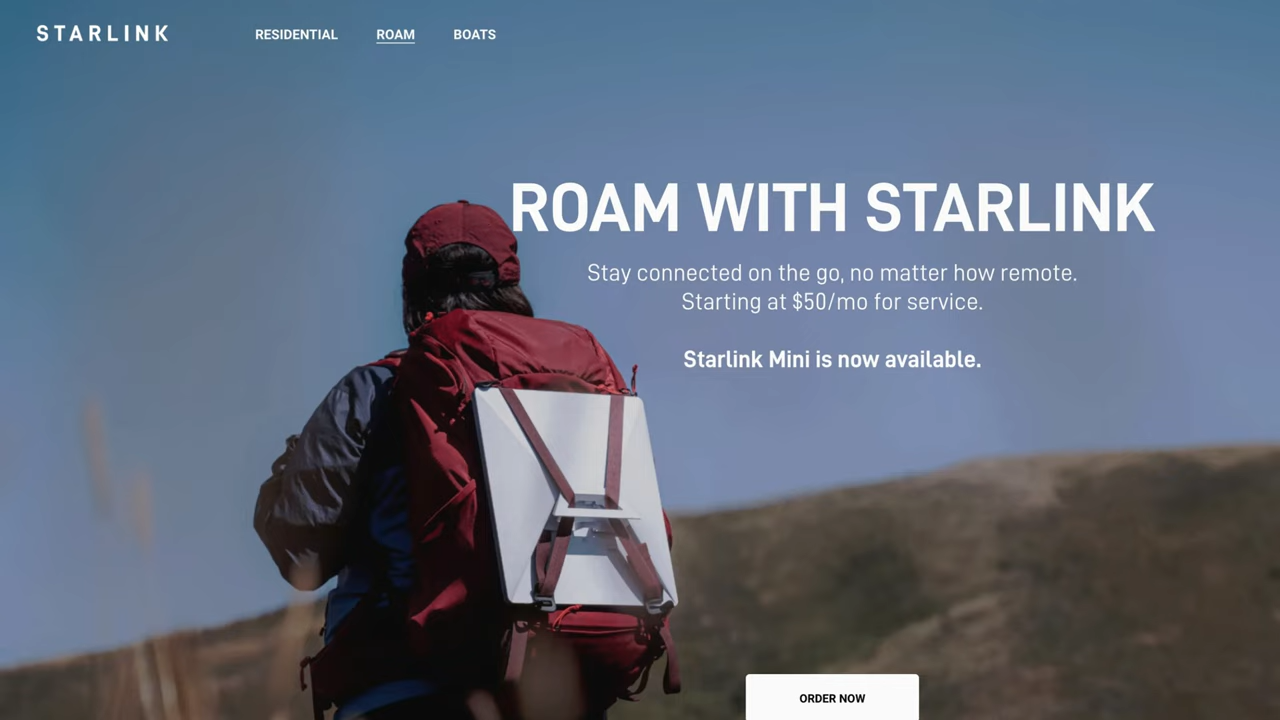 STARLINK
RESIDENTIAL
ROAM
BOATS
ROAM WITH STARLINK
Stay connected on the go, no matter how remote.
Starting at $50/mo for service.
Starlink Mini is now available.
ORDER NOW